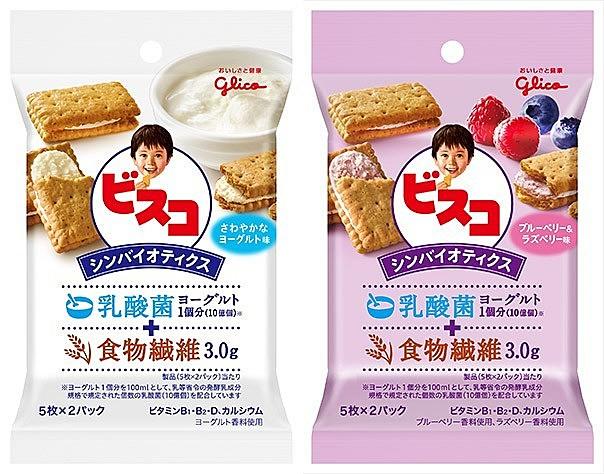 おいしさと健康
glico
ビスコ
さわやかな
ヨーグルト味
シンバイオティクス
乳酸菌 ヨーグルト
1個分(10億個)※
+
食物繊維 3.0g
製品(5枚×2パック)当たり
※ヨーグルト1個分を100mlとして、乳等省令の発酵乳成分
規格で規定された個数の乳酸菌(10億個)を配合しています
5枚×2パック
ビタミンB1・B2・D、カルシウム
ヨーグルト香料使用
おいしさと健康
glico
ビスコ
ブルーベリー&
ラズベリー味
シンバイオティクス
乳酸菌 ヨーグルト
1個分(10億個)※
+
食物繊維 3.0g
製品(5枚×2パック)当たり
※ヨーグルト1個分を100mlとして、乳等省令の発酵乳成分
規格で規定された個数の乳酸菌(10億個)を配合しています
5枚×2パック
ビタミンB1・B2・D、カルシウム
ブルーベリー香料使用、ラズベリー香料使用